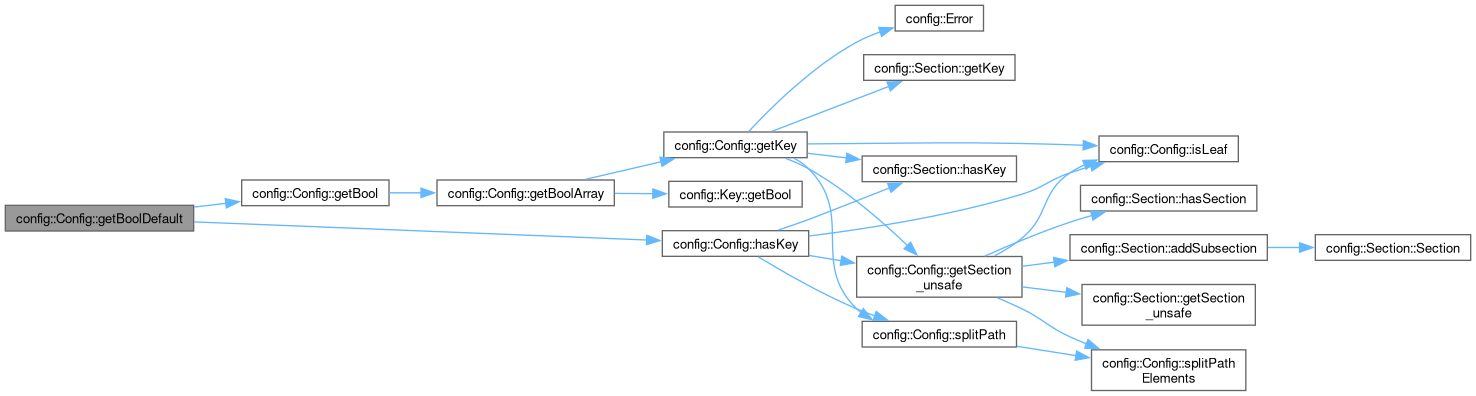 config::Error
config::Section::getKey
config::Config::getKey
config::Config::isLeaf
config::Section::hasKey
config::Config::getBool
config::Config::getBoolArray
config::Key::getBool
config::Section::hasSection
config::Config::getBoolDefault
config::Config::hasKey
config::Section::addSubsection
config::Section::Section
config::Config::getSection
_unsafe
config::Section::getSection
_unsafe
config::Config::splitPath
config::Config::splitPath
Elements